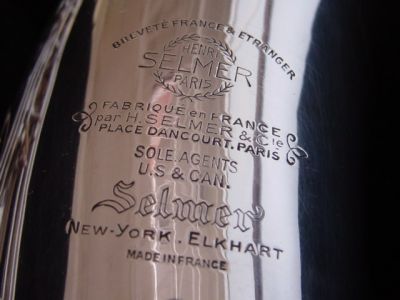 BREVETÉ FRANCE & ETRANGER
HENRI
SELMER
PARIS
FABRIQUÉ en FRANCE
par H. SELMER & Cie
PLACE DANCOURT. PARIS
SOLE AGENTS
U.S & CAN.
Selmer
NEW-YORK . ELKHART
MADE IN FRANCE